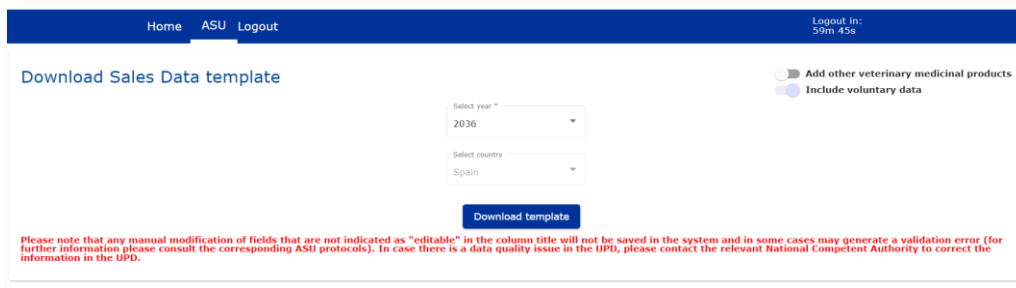 Home ASU Logout
Logout in:
59m 45s
Download Sales Data template
Add other veterinary medicinal products
Include voluntary data
Select year *
2036
Select country
Spain
Download template
Please note that any manual modification of fields that are not indicated as "editable" in the column title will not be saved in the system and in some cases may generate a validation error (for
further information please consult the corresponding ASU protocols). In case there is a data quality issue in the UPD, please contact the relevant National Competent Authority to correct the
information in the UPD.